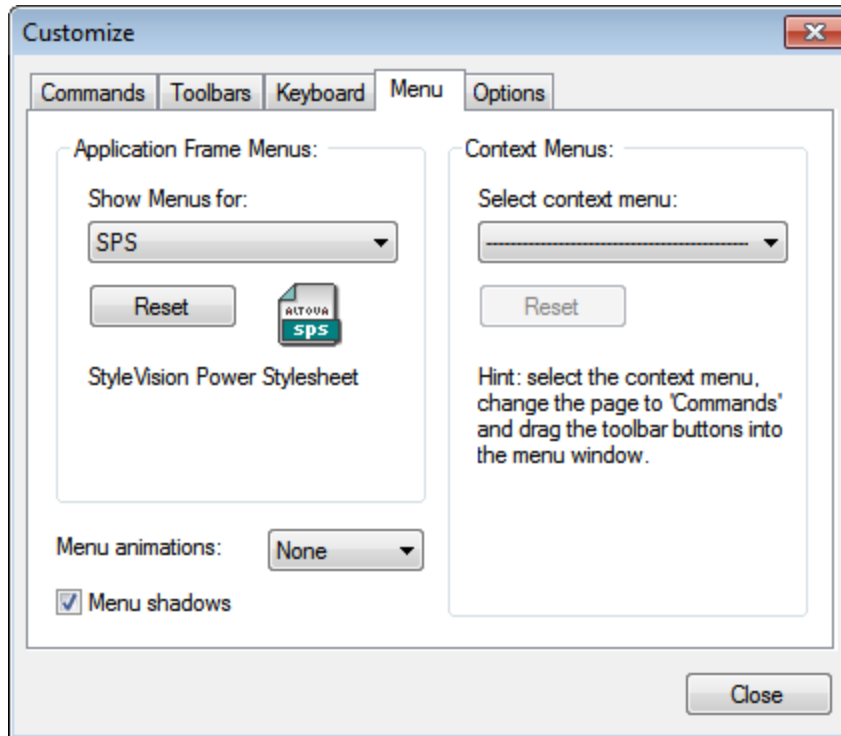 Customize
Commands
Toolbars
Keyboard
Menu
Options
Application Frame Menus:
Show Menus for:
SPS
Reset
ALTOVA
sps
StyleVision Power Stylesheet
Menu animations:
None
Menu shadows
Context Menus:
Select context menu:
Reset
Hint: select the context menu,
change the page to 'Commands'
and drag the toolbar buttons into
the menu window.
Close